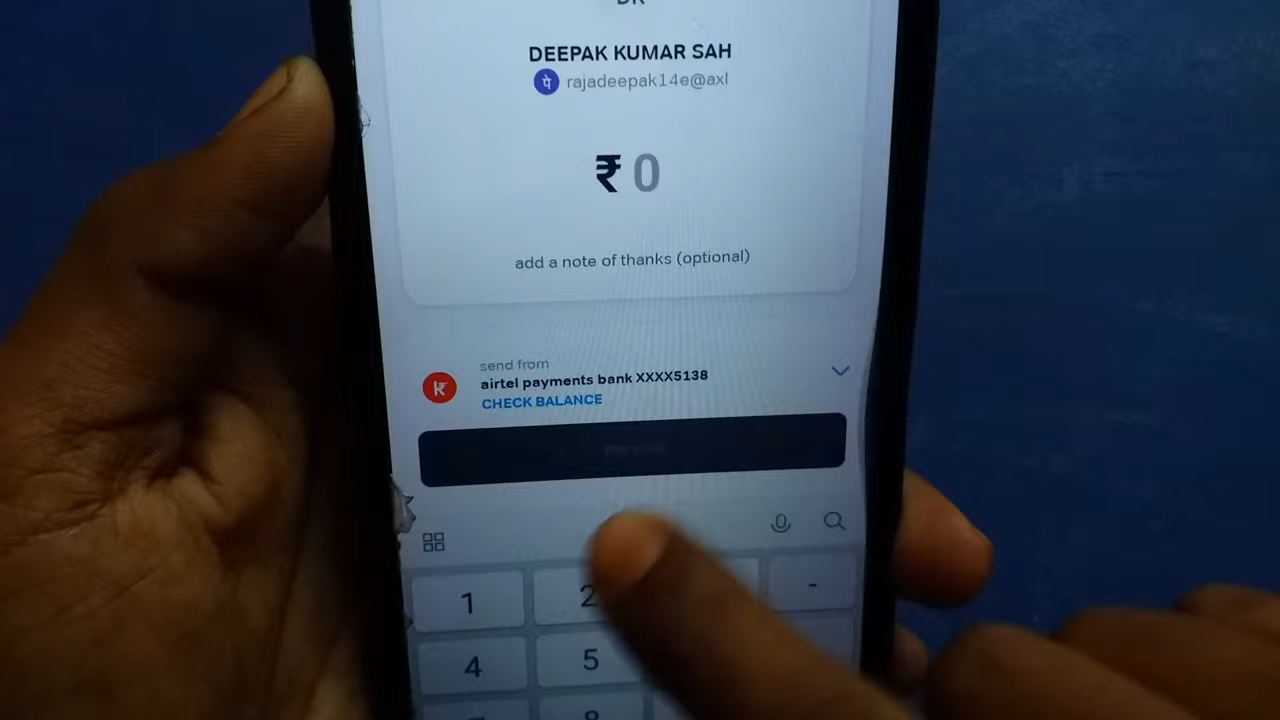 DEEPAK KUMAR SAH
पे rajadeepak14e@axl
₹ 0
add a note of thanks (optional)
send from
airtel payments bank XXXX5138
CHECK BALANCE
1 2 -
4 5